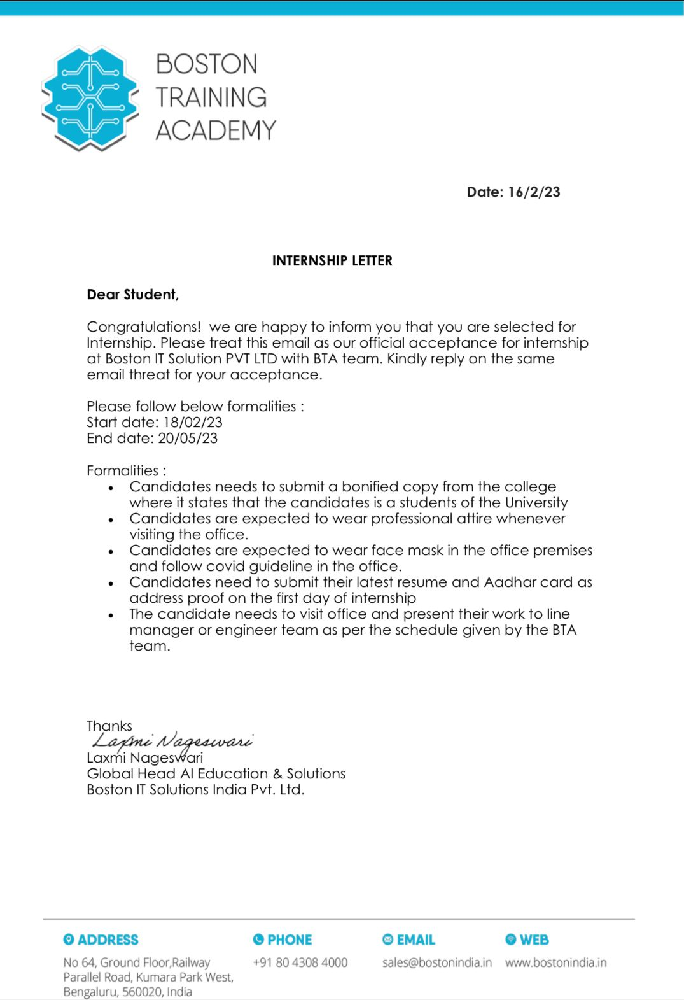 BOSTON
TRAINING
ACADEMY
Date: 16/2/23
INTERNSHIP LETTER
Dear Student,
Congratulations!  we are happy to inform you that you are selected for
Internship. Please treat this email as our official acceptance for internship
at Boston IT Solution PVT LTD with BTA team. Kindly reply on the same
email threat for your acceptance.
Please follow below formalities :
Start date: 18/02/23
End date: 20/05/23
Formalities :
• Candidates needs to submit a bonified copy from the college
where it states that the candidates is a students of the University
• Candidates are expected to wear professional attire whenever
visiting the office.
• Candidates are expected to wear face mask in the office premises
and follow covid guideline in the office.
• Candidates need to submit their latest resume and Aadhar card as
address proof on the first day of internship
• The candidate needs to visit office and present their work to line
manager or engineer team as per the schedule given by the BTA
team.
Thanks
Laxmi Nageswari
Laxmi Nageswari
Global Head AI Education & Solutions
Boston IT Solutions India Pvt. Ltd.
ADDRESS
No 64, Ground Floor,Railway
Parallel Road, Kumara Park West,
Bengaluru, 560020, India
PHONE
+91 80 4308 4000
EMAIL
sales@bostonindia.in
WEB
www.bostonindia.in